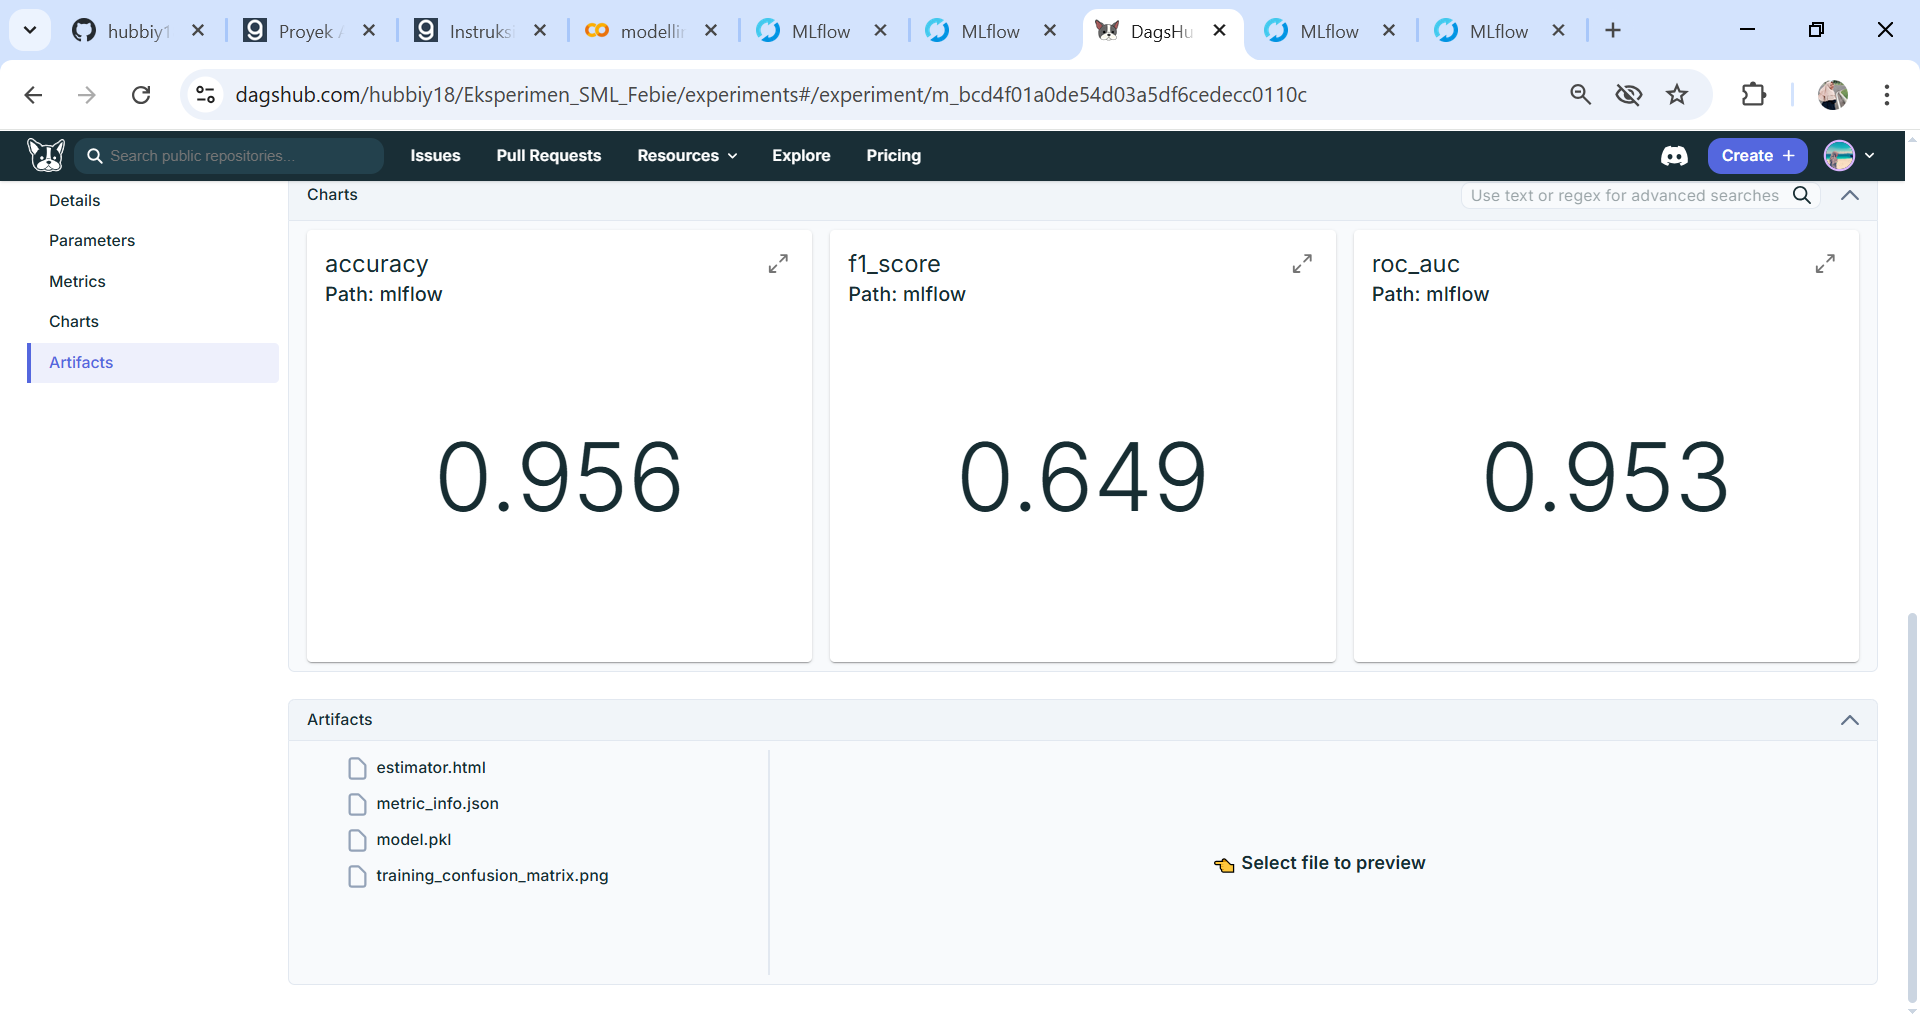 hubbiy1
Proyek A
Instruksi
modellin
MLflow
MLflow
DagsHu
MLflow
MLflow
dagshub.com/hubbiy18/Eksperimen_SML_Febie/experiments#/experiment/m_bcd4f01a0de54d03a5df6cedecc0110c
Search public repositories...
Issues
Pull Requests
Resources
Explore
Pricing
Create +
Details
Parameters
Metrics
Charts
Artifacts
Charts
Use text or regex for advanced searches
accuracy
Path: mlflow
0.956
f1_score
Path: mlflow
0.649
roc_auc
Path: mlflow
0.953
Artifacts
estimator.html
metric_info.json
model.pkl
training_confusion_matrix.png
👈 Select file to preview